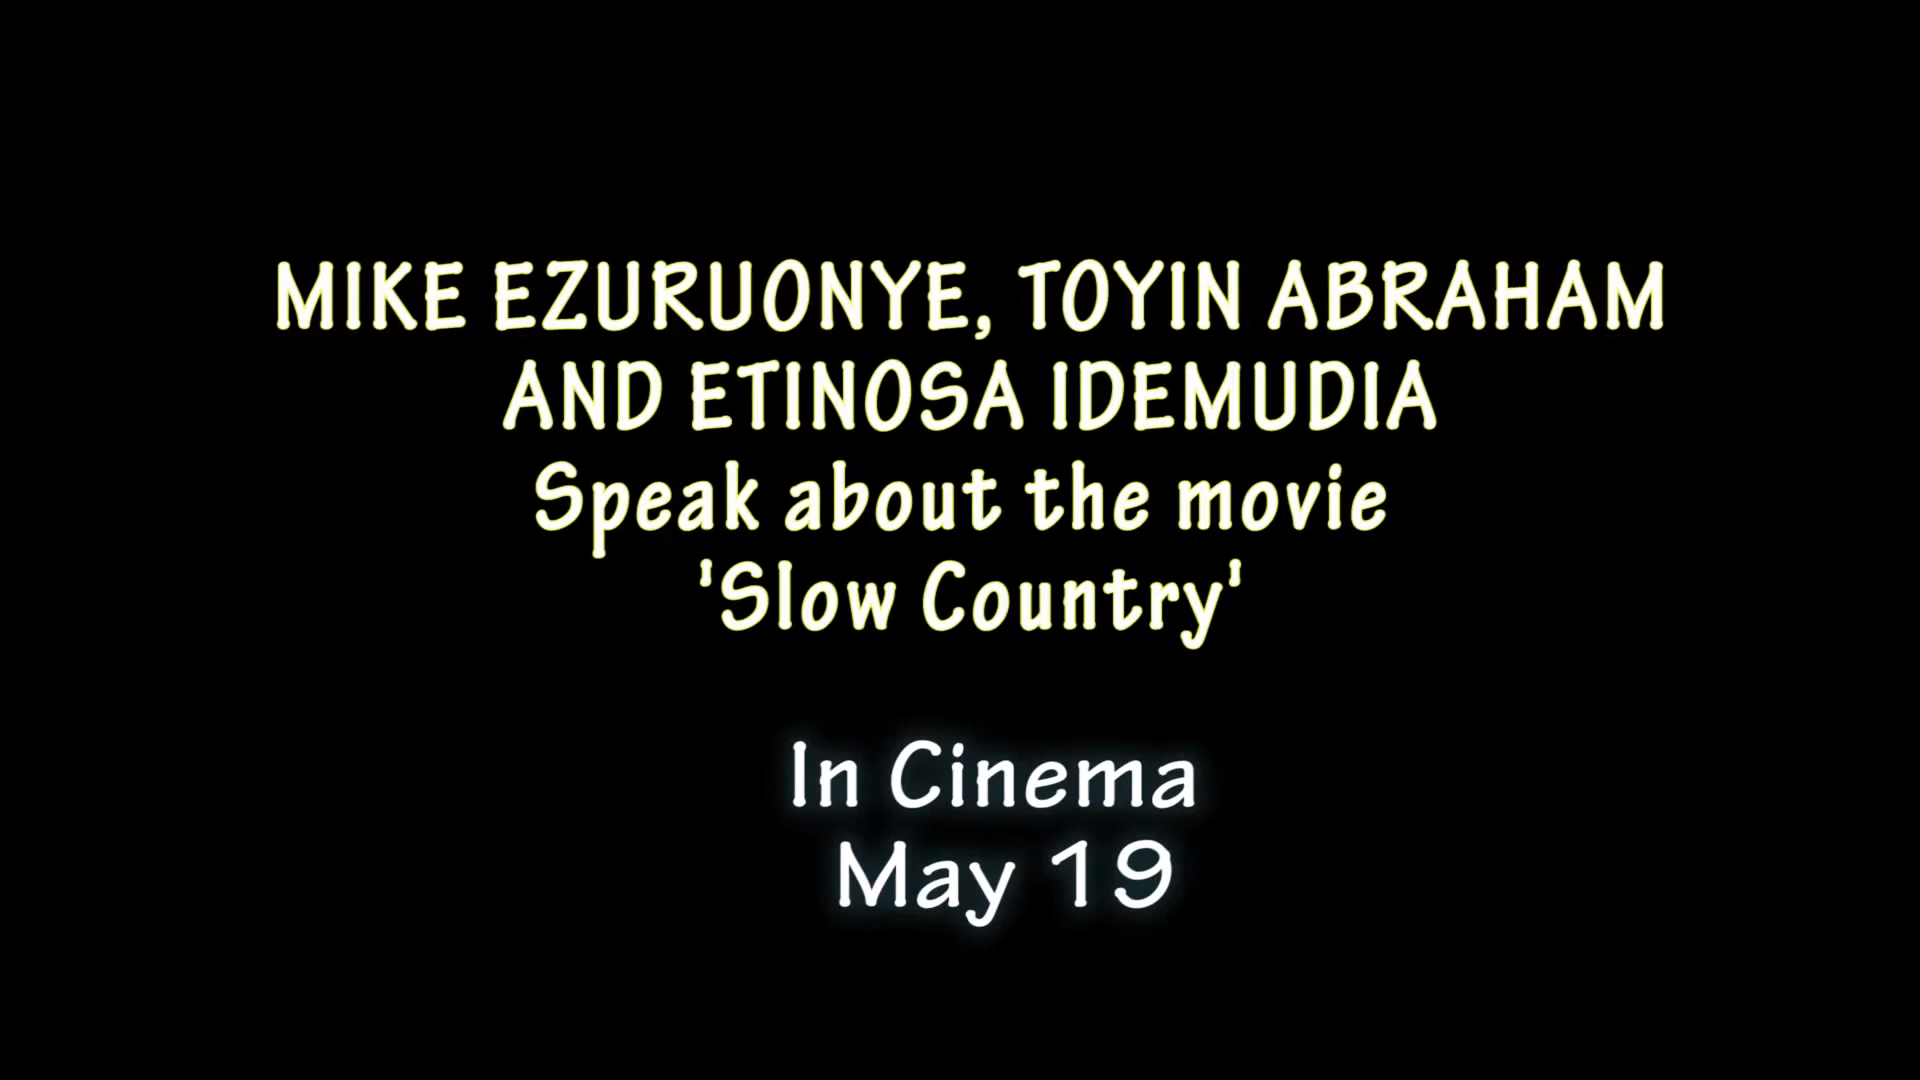 MIKE EZURUONYE, TOYIN ABRAHAM
AND ETINOSA IDEMUDIA
Speak about the movie
'Slow Country'
In Cinema
May 19